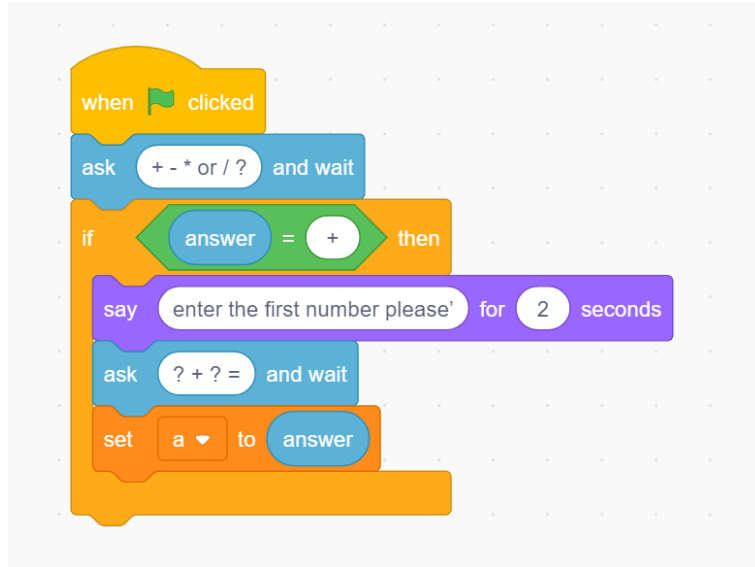 when clicked
ask + - * or / ? and wait
if answer = + then
say enter the first number please' for 2 seconds
ask ? + ? = and wait
set a to answer